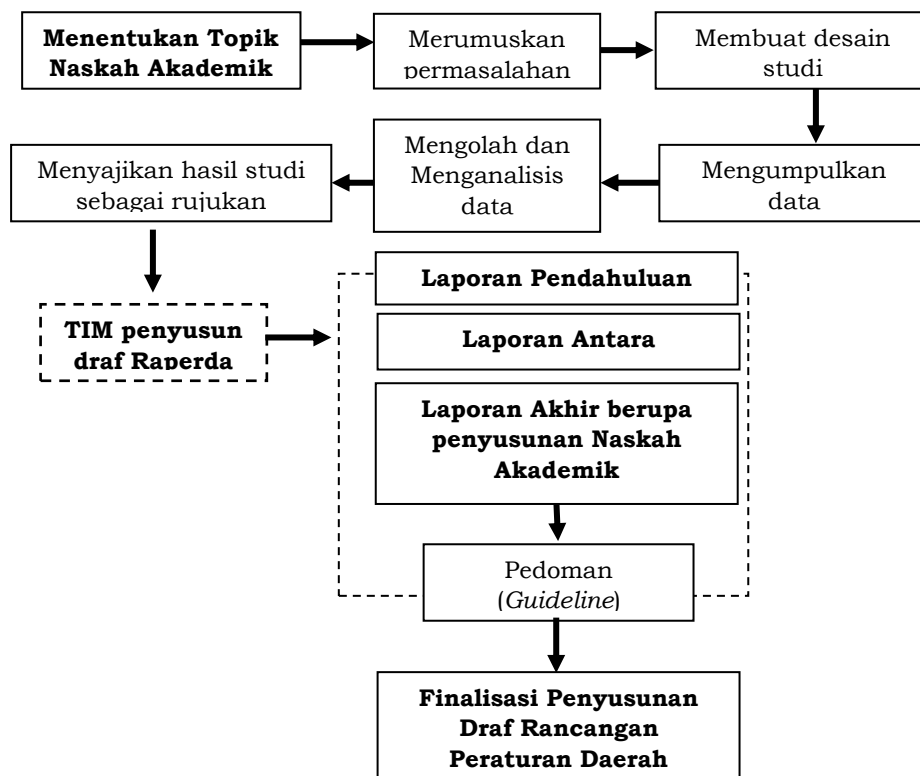 Menentukan Topik
Naskah Akademik
Merumuskan
permasalahan
Membuat desain
studi
Mengumpulkan
data
Mengolah dan
Menganalisis
data
Menyajikan hasil studi
sebagai rujukan
TIM penyusun
draf Raperda
Laporan Pendahuluan
Laporan Antara
Laporan Akhir berupa
penyusunan Naskah
Akademik
Pedoman
(Guideline)
Finalisasi Penyusunan
Draf Rancangan
Peraturan Daerah